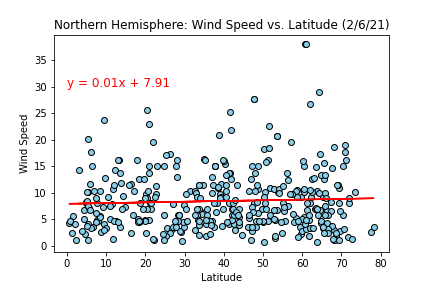 Northern Hemisphere: Wind Speed vs. Latitude (2/6/21)
y = 0.01x + 7.91
Wind Speed
35
30
25
20
15
10
5
0
0 10 20 30 40 50 60 70 80
Latitude